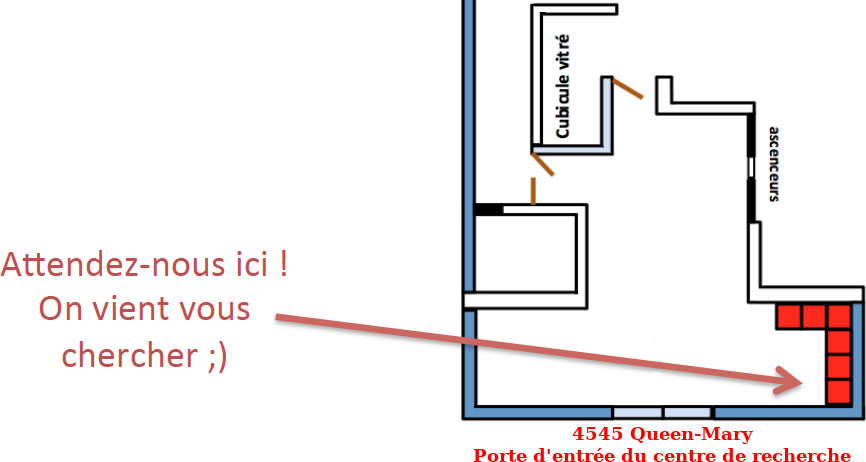 Cubicule vitré
ascenceurs
Attendez-nous ici !
On vient vous
chercher ;)
4545 Queen-Mary
Porte d'entrée du centre de recherche